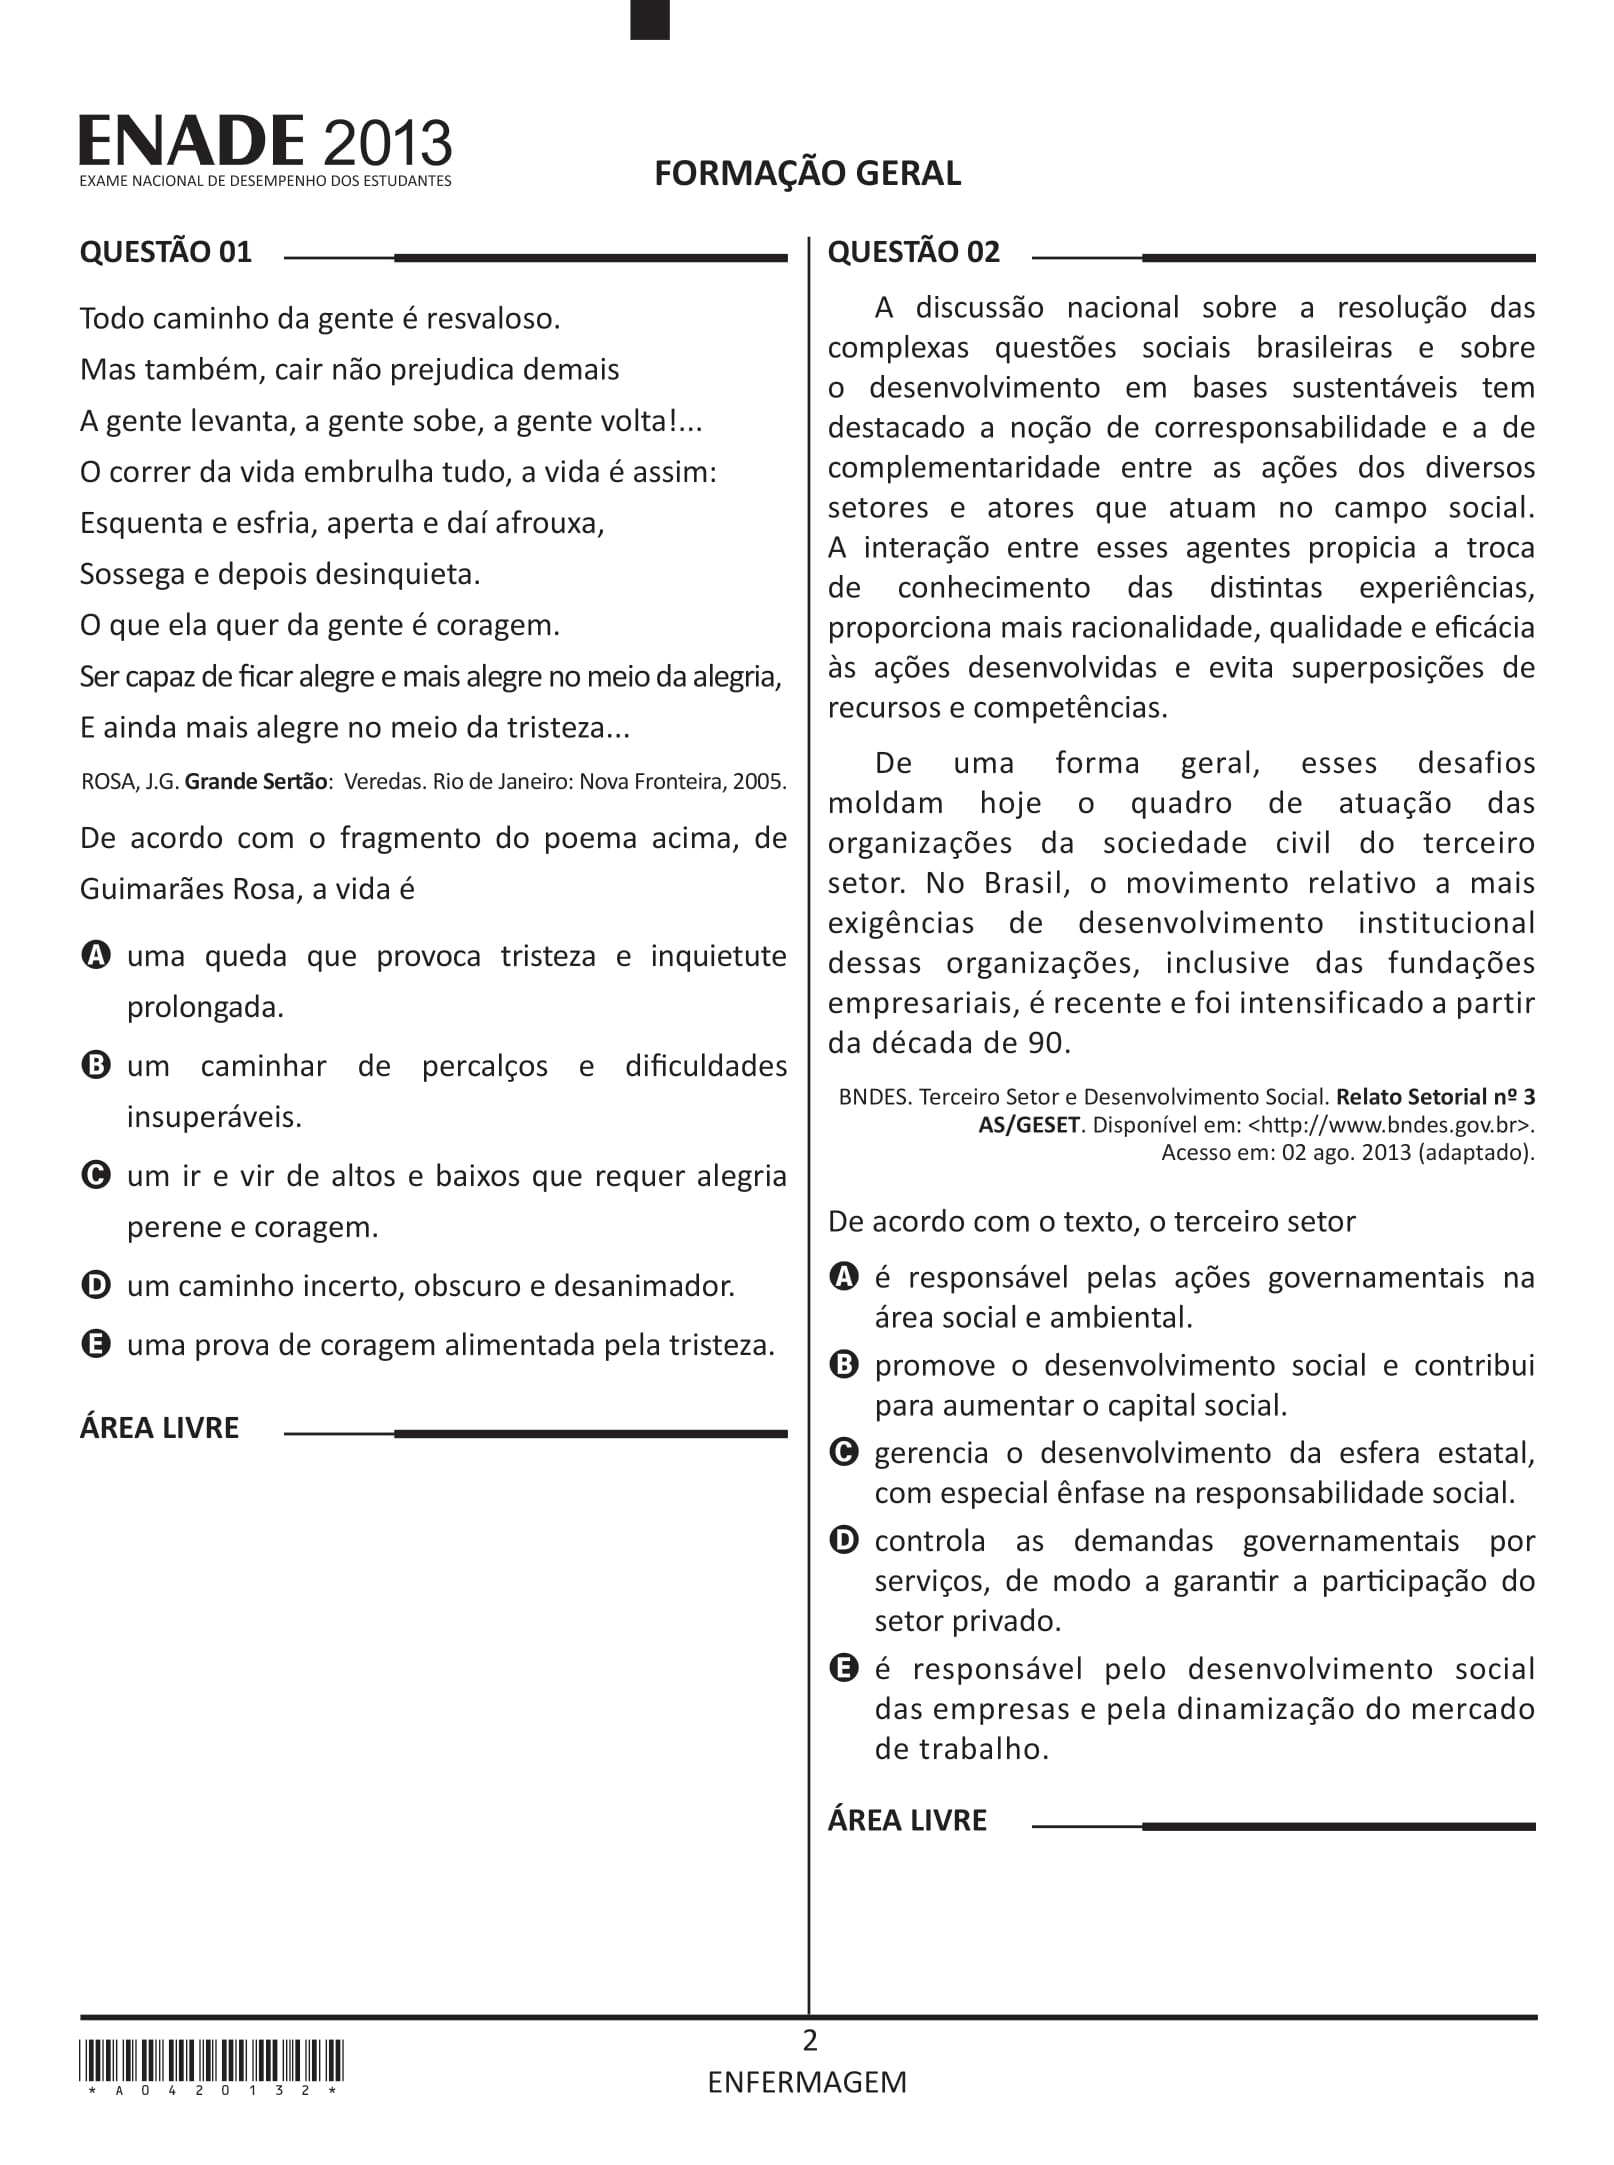 ENADE 2013
EXAME NACIONAL DE DESEMPENHO DOS ESTUDANTES
FORMAÇÃO GERAL
QUESTÃO 01
Todo caminho da gente é resvaloso.
Mas também, cair não prejudica demais
A gente levanta, a gente sobe, a gente volta!...
O correr da vida embrulha tudo, a vida é assim:
Esquenta e esfria, aperta e daí afrouxa,
Sossega e depois desinquieta.
O que ela quer da gente é coragem.
Ser capaz de ficar alegre e mais alegre no meio da alegria,
E ainda mais alegre no meio da tristeza...
ROSA, J.G. Grande Sertão: Veredas. Rio de Janeiro: Nova Fronteira, 2005.
De acordo com o fragmento do poema acima, de
Guimarães Rosa, a vida é
A uma queda que provoca tristeza e inquietute
prolongada.
B um caminhar de percalços e dificuldades
insuperáveis.
C um ir e vir de altos e baixos que requer alegria
perene e coragem.
D um caminho incerto, obscuro e desanimador.
E uma prova de coragem alimentada pela tristeza.
ÁREA LIVRE
QUESTÃO 02
A discussão nacional sobre a resolução das
complexas questões sociais brasileiras e sobre
o desenvolvimento em bases sustentáveis tem
destacado a noção de corresponsabilidade e a de
complementaridade entre as ações dos diversos
setores e atores que atuam no campo social.
A interação entre esses agentes propicia a troca
de conhecimento das distintas experiências,
proporciona mais racionalidade, qualidade e eficácia
às ações desenvolvidas e evita superposições de
recursos e competências.
De uma forma geral, esses desafios
moldam hoje o quadro de atuação das
organizações da sociedade civil do terceiro
setor. No Brasil, o movimento relativo a mais
exigências de desenvolvimento institucional
dessas organizações, inclusive das fundações
empresariais, é recente e foi intensificado a partir
da década de 90.
BNDES. Terceiro Setor e Desenvolvimento Social. Relato Setorial nº 3
AS/GESET. Disponível em: <http://www.bndes.gov.br>.
Acesso em: 02 ago. 2013 (adaptado).
De acordo com o texto, o terceiro setor
A é responsável pelas ações governamentais na
área social e ambiental.
B promove o desenvolvimento social e contribui
para aumentar o capital social.
C gerencia o desenvolvimento da esfera estatal,
com especial ênfase na responsabilidade social.
D controla as demandas governamentais por
serviços, de modo a garantir a participação do
setor privado.
E é responsável pelo desenvolvimento social
das empresas e pela dinamização do mercado
de trabalho.
ÁREA LIVRE
2
ENFERMAGEM
*A0420132*